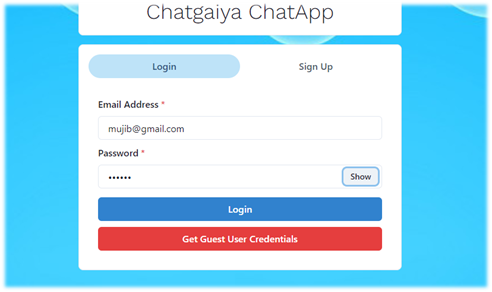 Chatgaiya ChatApp
Login Sign Up
Email Address *
mujib@gmail.com
Password *
•••••• Show
Login
Get Guest User Credentials